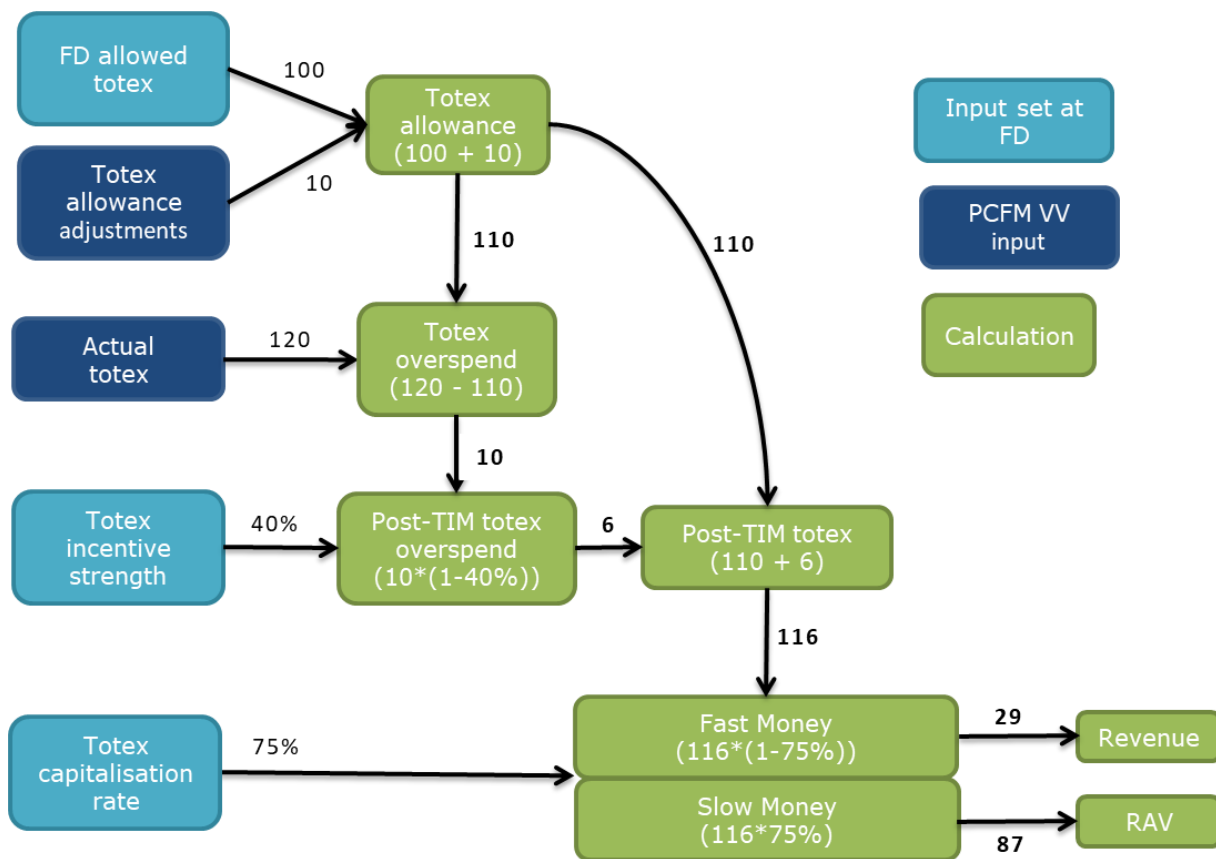 FD allowed
totex
100
Totex
allowance
(100 + 10)
Input set at
FD
Totex
allowance
adjustments
10
PCFM VV
input
110
110
Actual
totex
120
Totex
overspend
(120 - 110)
Calculation
10
Totex
incentive
strength
40%
Post-TIM totex
overspend
(10*(1-40%))
6
Post-TIM totex
(110 + 6)
116
Totex
capitalisation
rate
75%
Fast Money
(116*(1-75%))
29
Revenue
Slow Money
(116*75%)
87
RAV